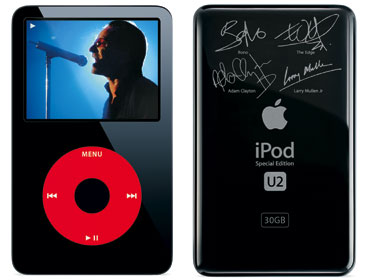 MENU
Bono
The Edge
Adam Clayton
Larry Mullen Jr
iPod
Special Edition
U2
30GB